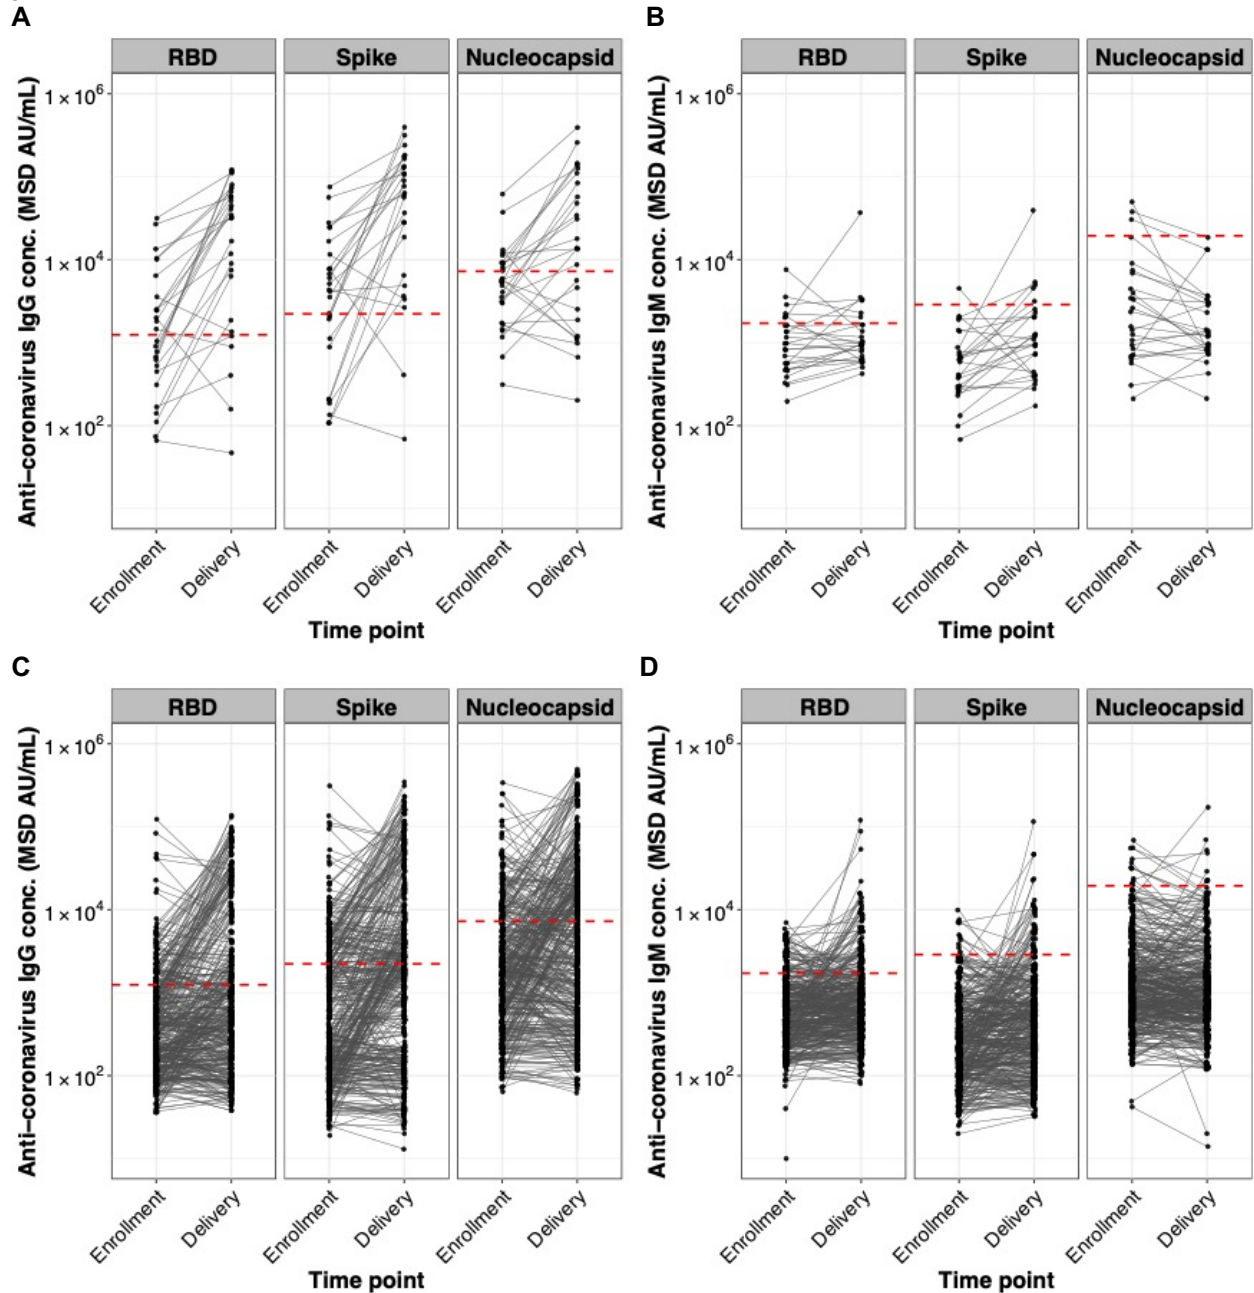 A
RBD Spike Nucleocapsid
Anti−coronavirus IgG conc. (MSD AU/mL)
1 × 10⁶
1 × 10⁴
1 × 10²
Enrollment Delivery Enrollment Delivery Enrollment Delivery
Time point
B
RBD Spike Nucleocapsid
Anti−coronavirus IgM conc. (MSD AU/mL)
1 × 10⁶
1 × 10⁴
1 × 10²
Enrollment Delivery Enrollment Delivery Enrollment Delivery
Time point
C
RBD Spike Nucleocapsid
Anti−coronavirus IgG conc. (MSD AU/mL)
1 × 10⁶
1 × 10⁴
1 × 10²
Enrollment Delivery Enrollment Delivery Enrollment Delivery
Time point
D
RBD Spike Nucleocapsid
Anti−coronavirus IgM conc. (MSD AU/mL)
1 × 10⁶
1 × 10⁴
1 × 10²
Enrollment Delivery Enrollment Delivery Enrollment Delivery
Time point